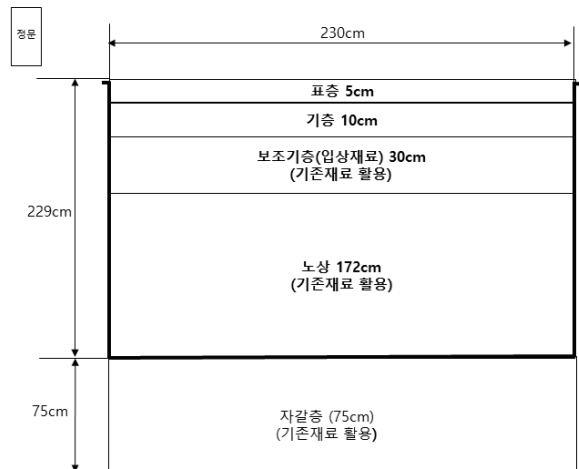 정문
230cm
표층 5cm
기층 10cm
보조기층(입상재료) 30cm
(기존재료 활용)
229cm
노상 172cm
(기존재료 활용)
75cm
자갈층 (75cm)
(기존재료 활용)